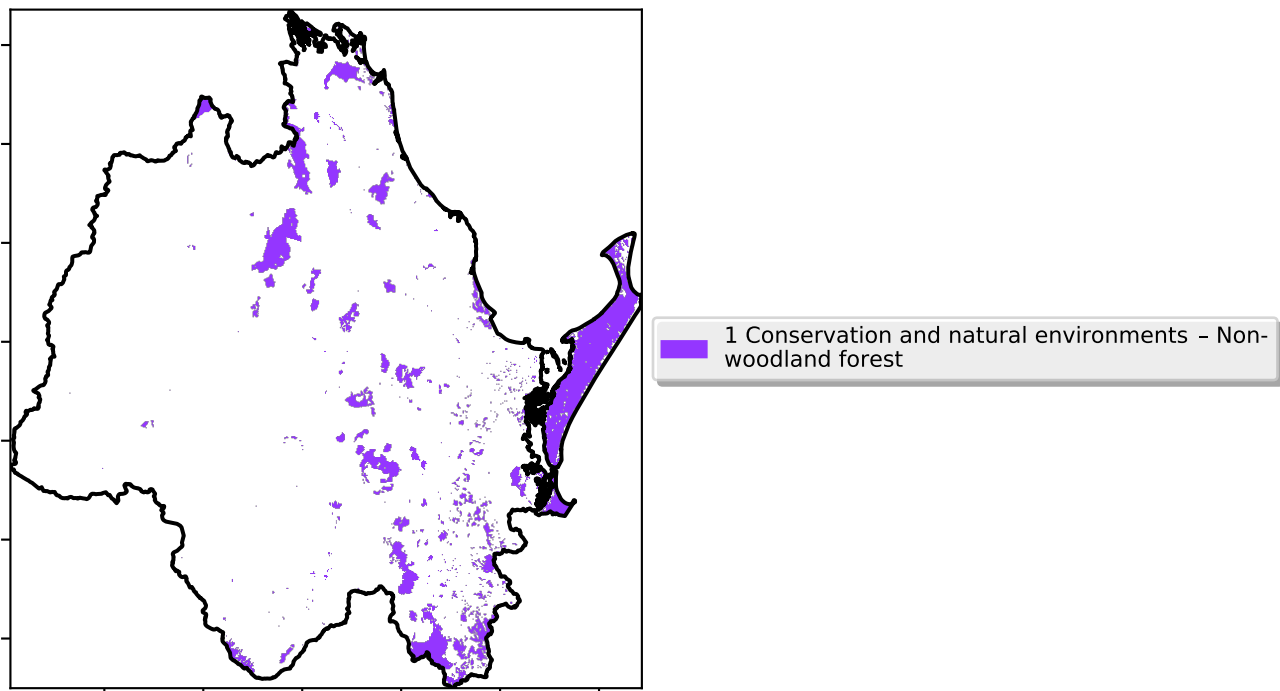 1 Conservation and natural environments – Non-
woodland forest